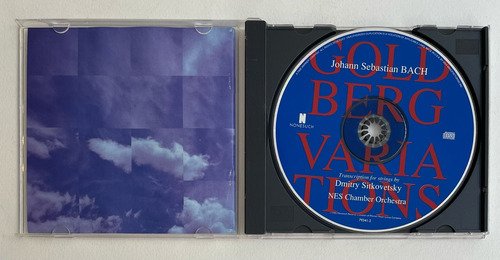 Johann Sebastian BACH
GOLD
BERG
VARIA
TIONS
NONESUCH
Transcription for strings by
Dmitry Sitkovetsky
NES Chamber Orchestra